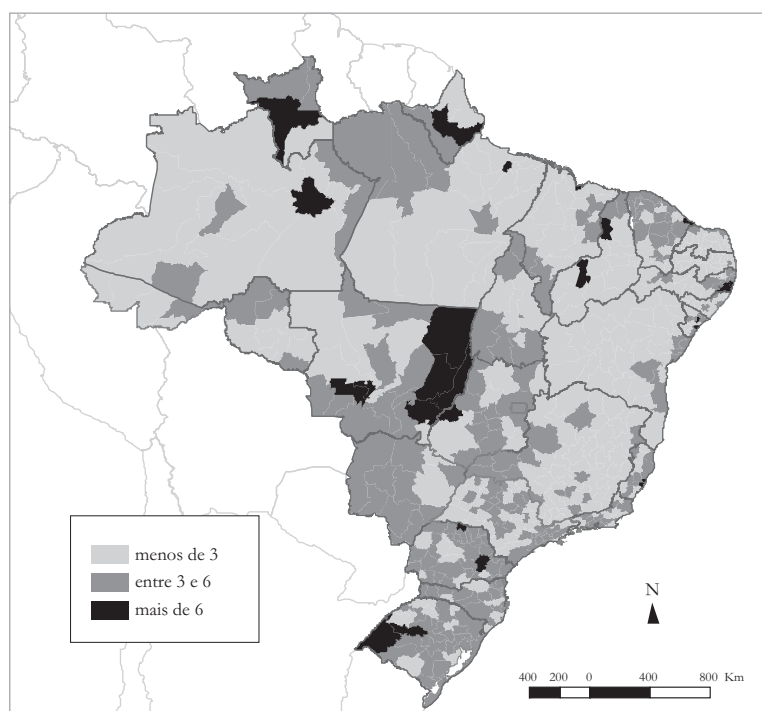 menos de 3
entre 3 e 6
mais de 6
N
400 200 0 400 800 Km